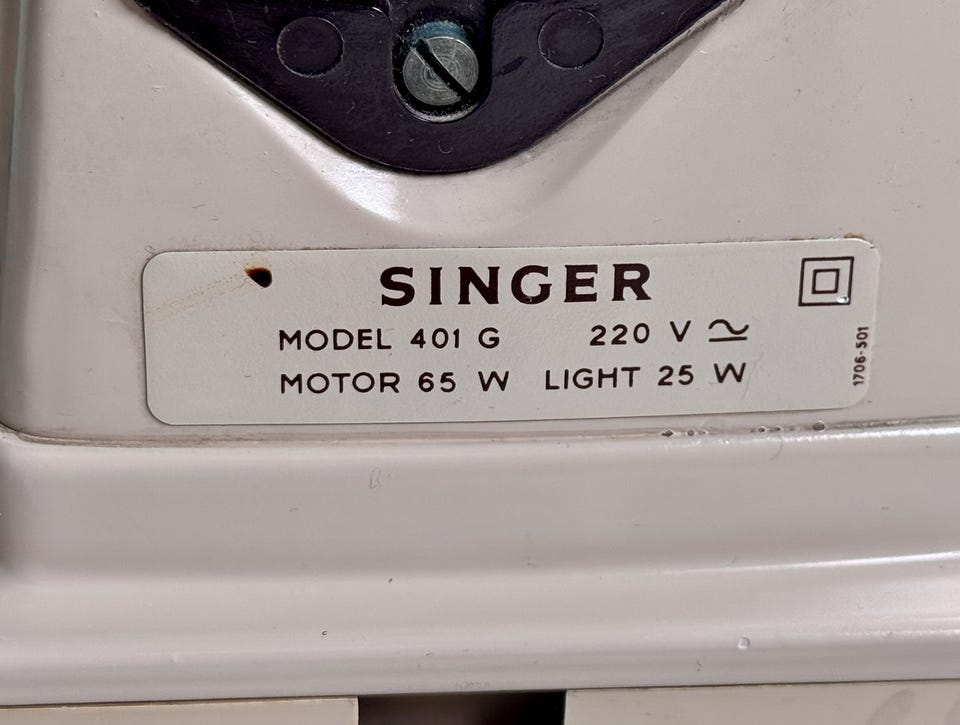 SINGER
MODEL 401 G 220 V ⏦
MOTOR 65 W LIGHT 25 W
1706-501